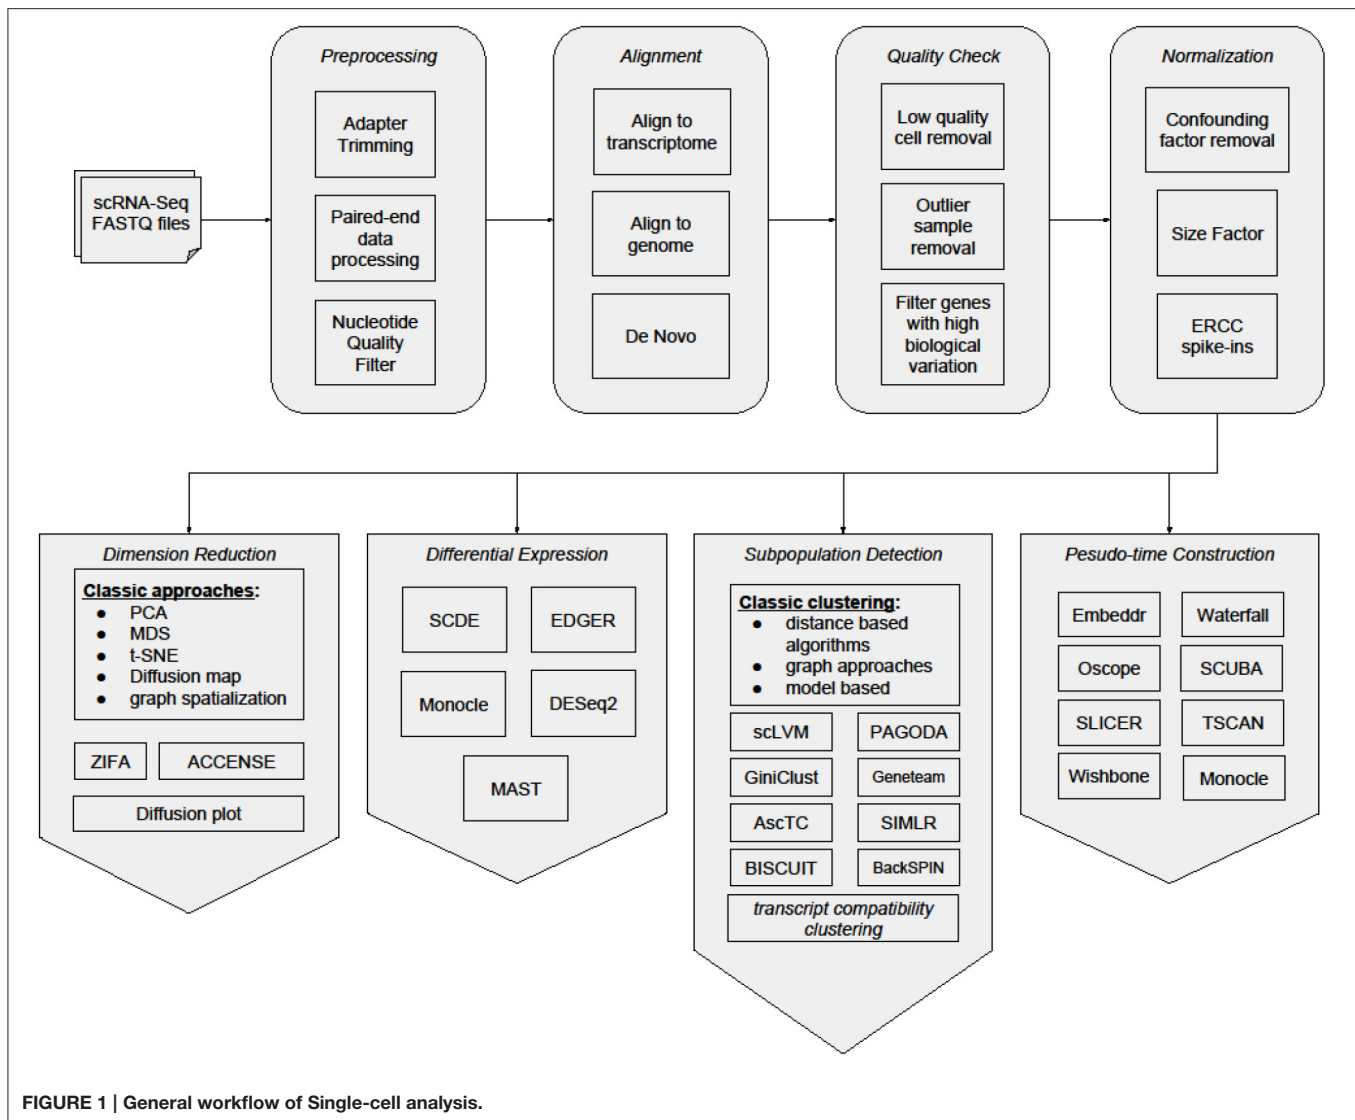 scRNA-Seq
FASTQ files
Preprocessing
Adapter
Trimming
Paired-end
data
processing
Nucleotide
Quality
Filter
Alignment
Align to
transcriptome
Align to
genome
De Novo
Quality Check
Low quality
cell removal
Outlier
sample
removal
Filter genes
with high
biological
variation
Normalization
Confounding
factor removal
Size Factor
ERCC
spike-ins
Dimension Reduction
Classic approaches:
● PCA
● MDS
● t-SNE
● Diffusion map
● graph spatialization
ZIFA
ACCENSE
Diffusion plot
Differential Expression
SCDE
EDGER
Monocle
DESeq2
MAST
Subpopulation Detection
Classic clustering:
● distance based
algorithms
● graph approaches
● model based
scLVM
PAGODA
GiniClust
Geneteam
AscTC
SIMLR
BISCUIT
BackSPIN
transcript compatibility
clustering
Pesudo-time Construction
Embeddr
Waterfall
Oscope
SCUBA
SLICER
TSCAN
Wishbone
Monocle
FIGURE 1 | General workflow of Single-cell analysis.